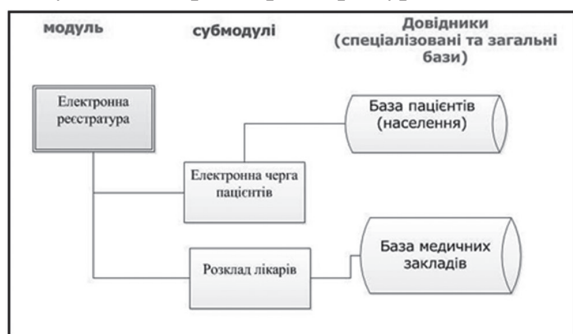 модуль
субмодулі
Довідники
(спеціалізовані та загальні
бази)
Електронна
реєстратура
База пацієнтів
(населення)
Електронна черга
пацієнтів
База медичних
закладів
Розклад лікарів